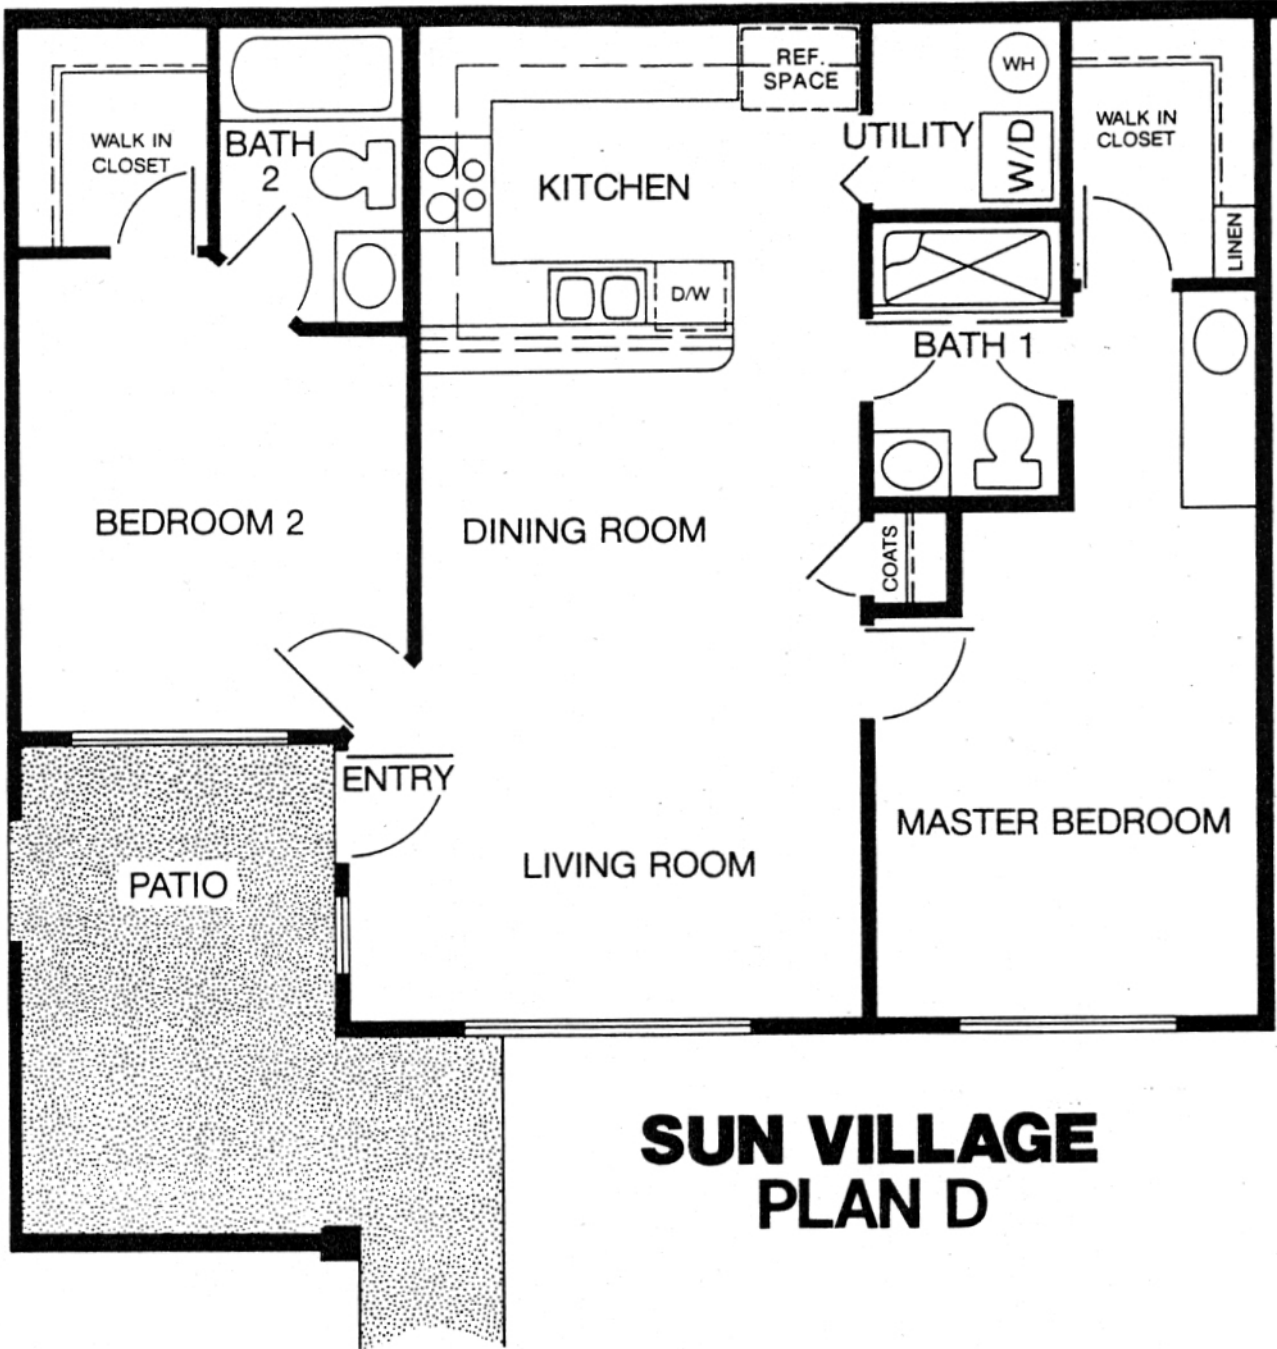 REF.
SPACE
WH
WALK IN
CLOSET
BATH
2
KITCHEN
UTILITY
W/D
WALK IN
CLOSET
LINEN
D/W
BATH 1
BEDROOM 2
DINING ROOM
COATS
ENTRY
LIVING ROOM
MASTER BEDROOM
PATIO
SUN VILLAGE
PLAN D